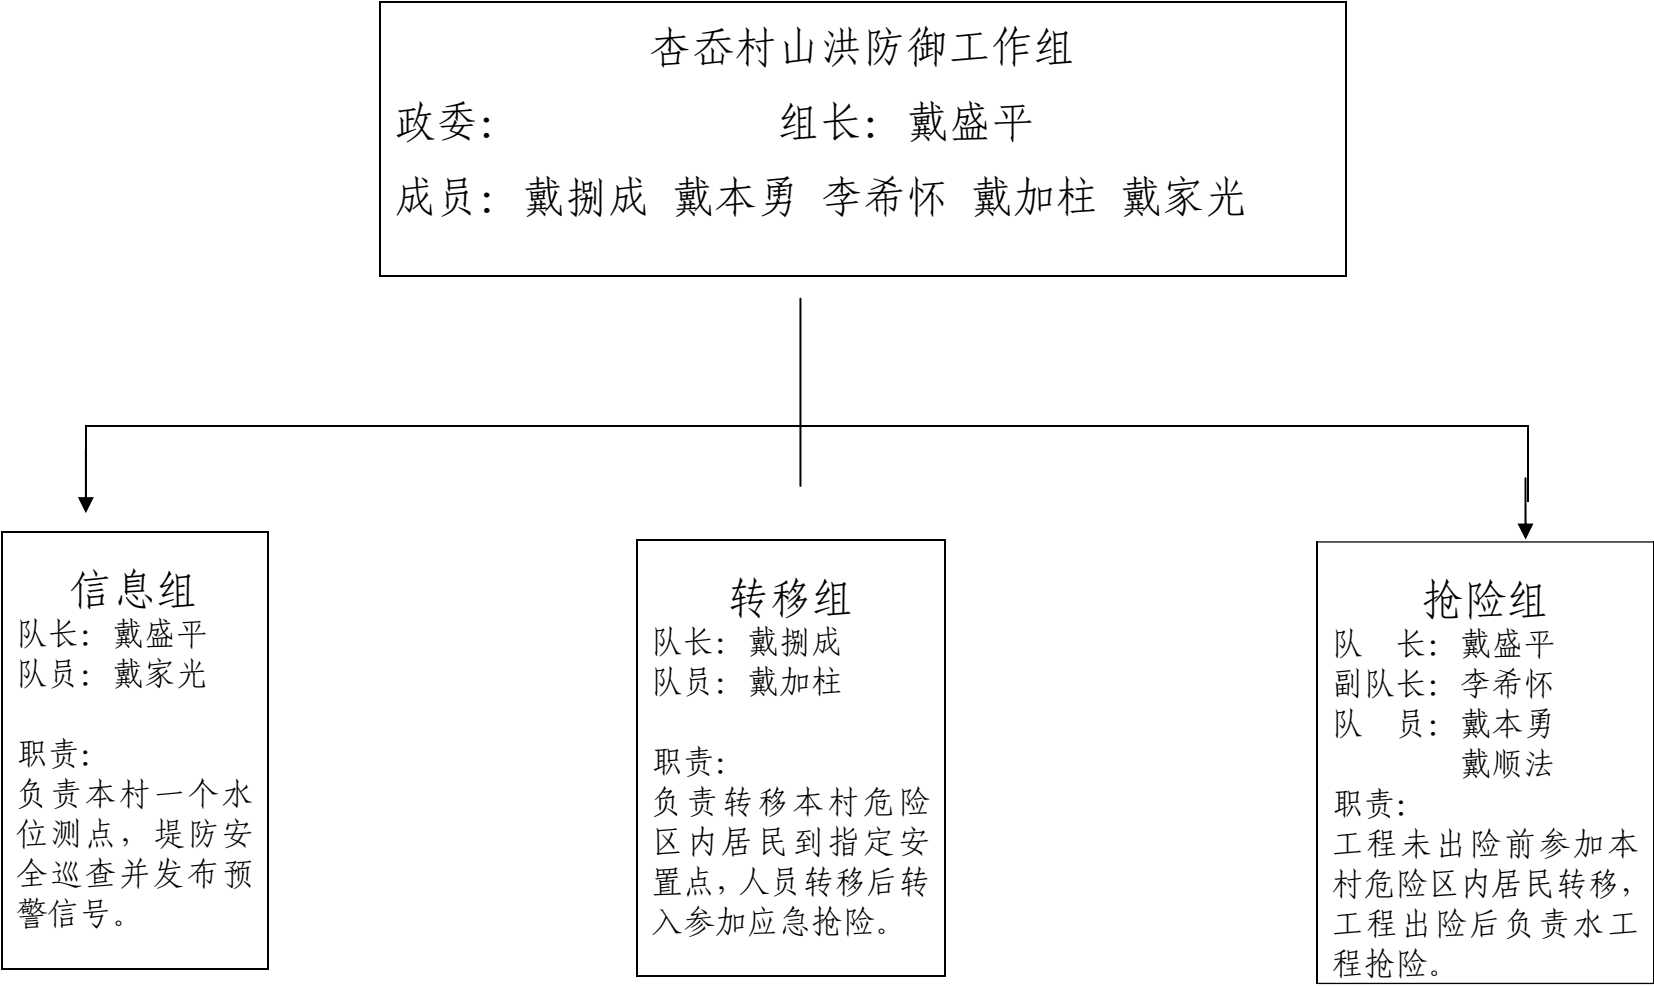 杏岙村山洪防御工作组
政委： 组长：戴盛平
成员：戴捌成 戴本勇 李希怀 戴加柱 戴家光
信息组
队长：戴盛平
队员：戴家光
职责：
负责本村一个水
位测点，堤防安
全巡查并发布预
警信号。
转移组
队长：戴捌成
队员：戴加柱
职责：
负责转移本村危险
区内居民到指定安
置点，人员转移后转
入参加应急抢险。
抢险组
队 长：戴盛平
副队长：李希怀
队 员：戴本勇
戴顺法
职责：
工程未出险前参加本
村危险区内居民转移，
工程出险后负责水工
程抢险。